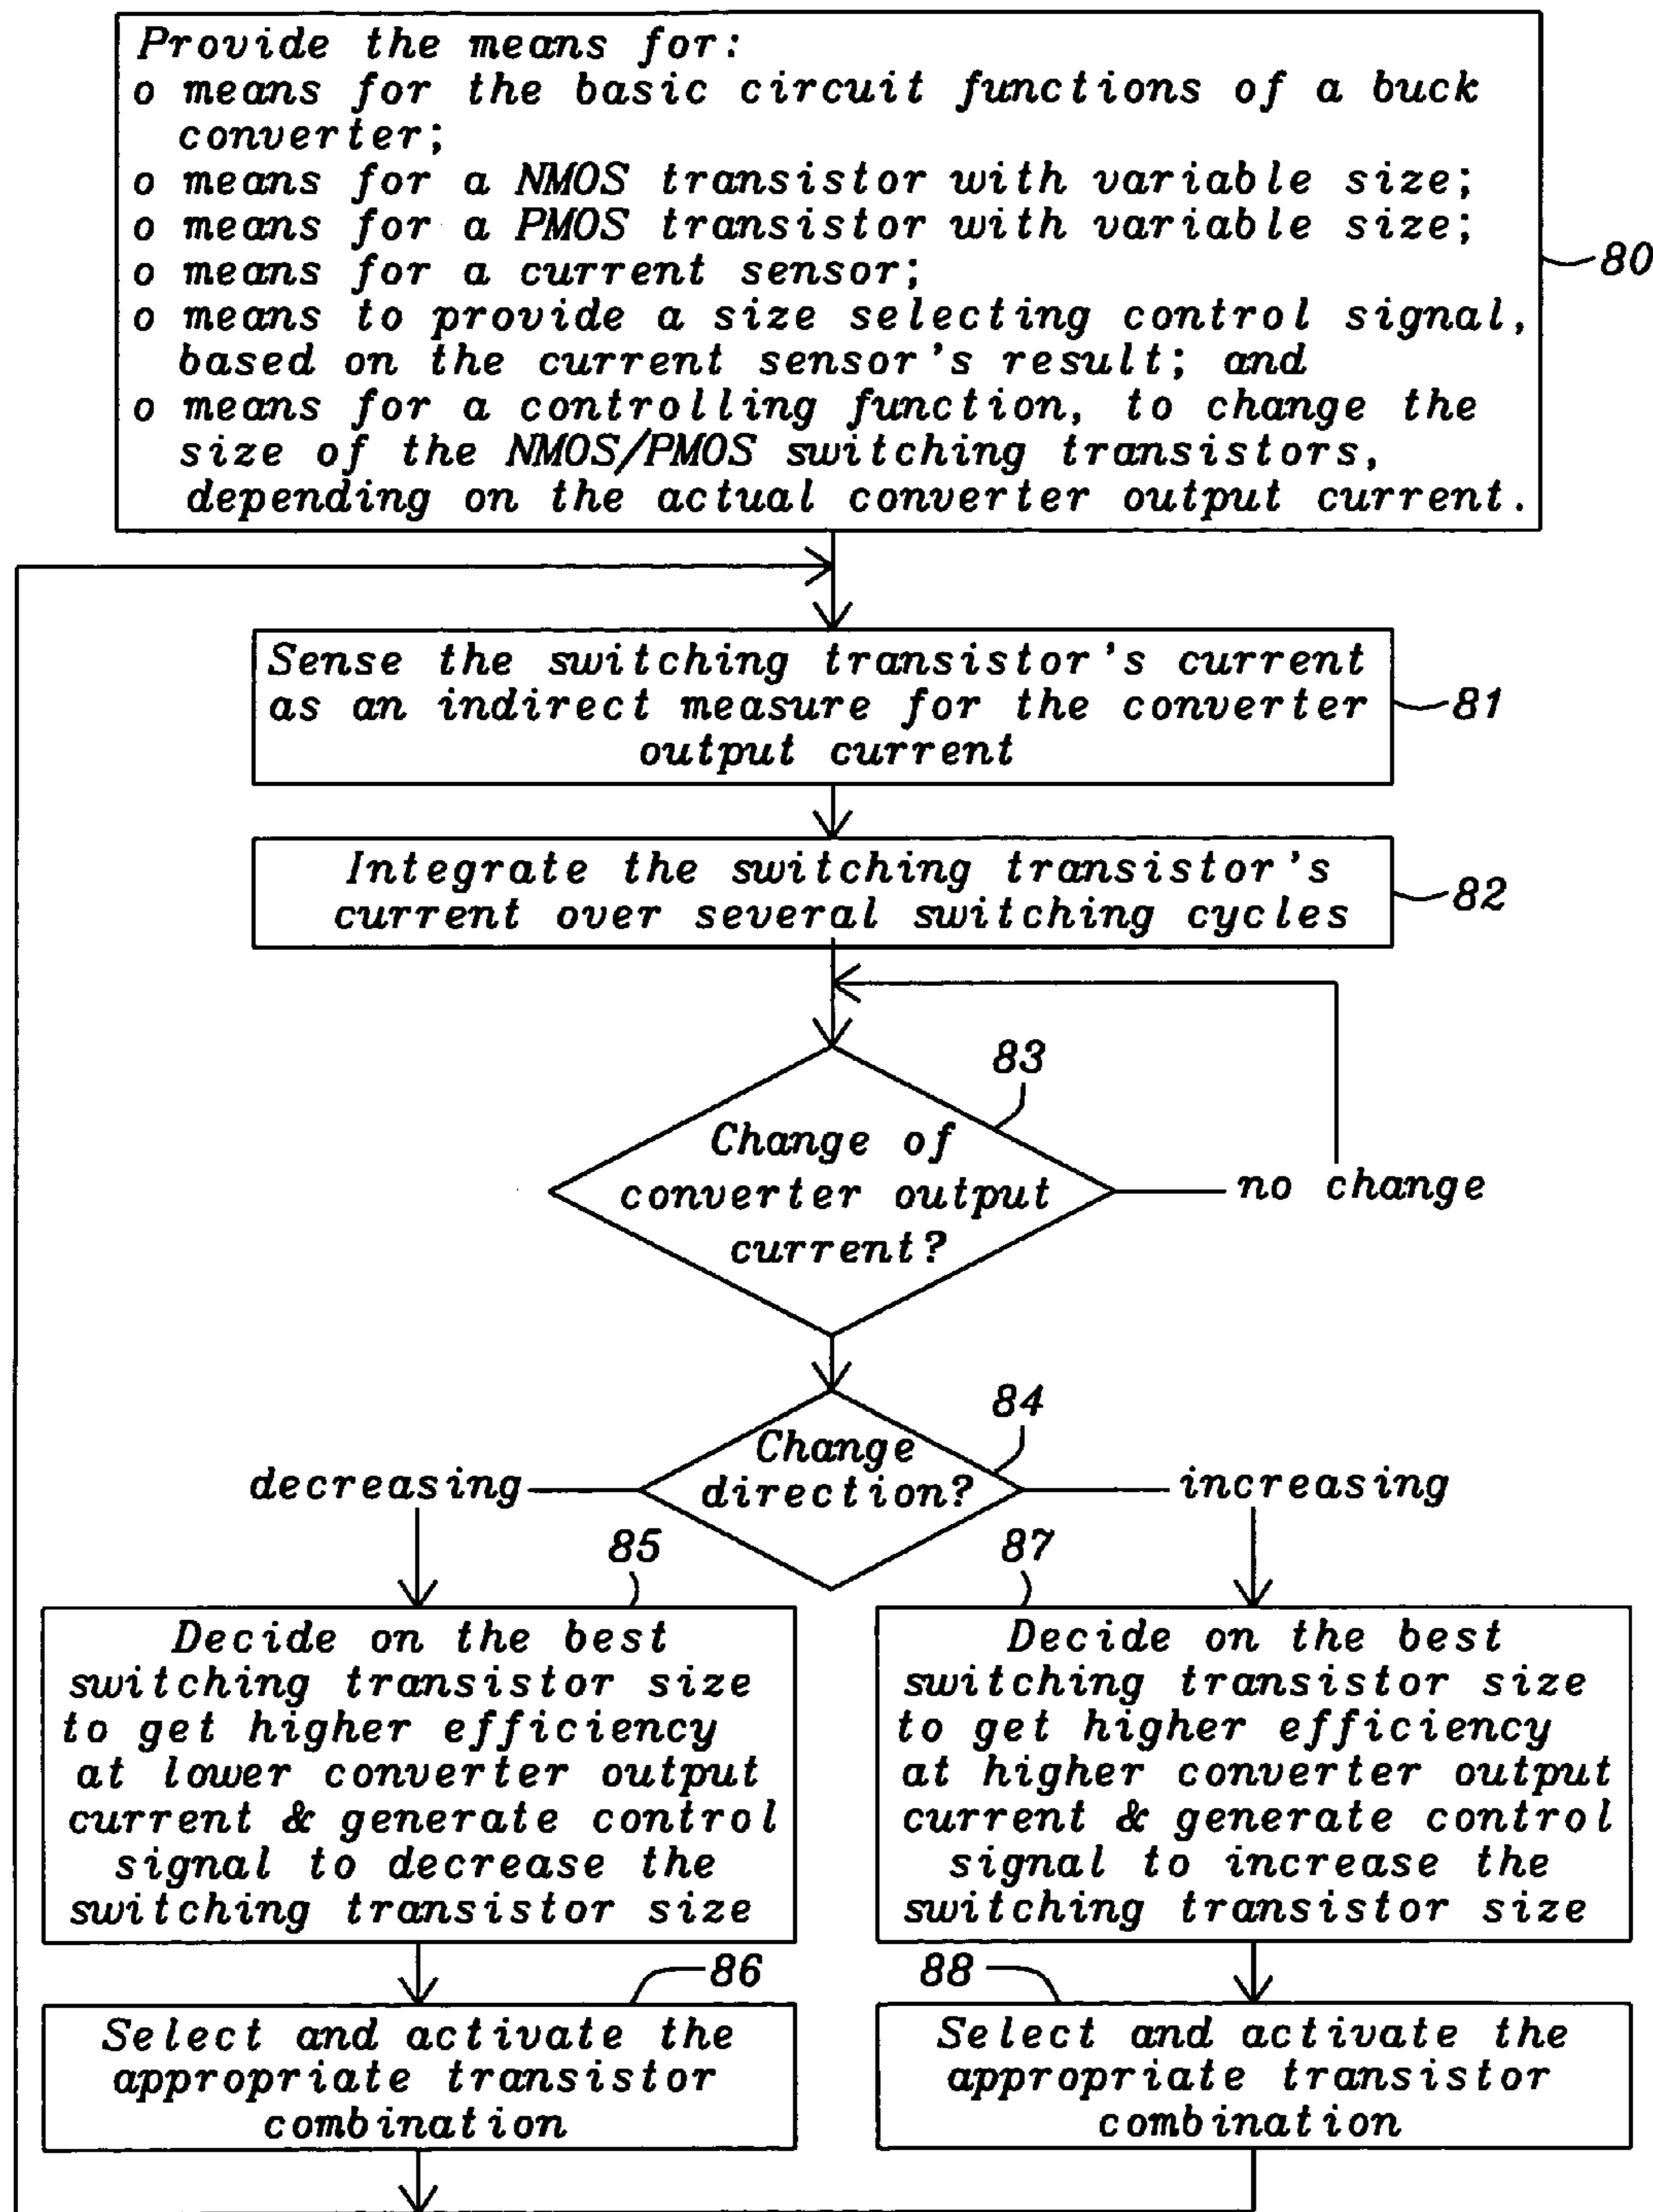 Provide the means for:
o means for the basic circuit functions of a buck
converter;
o means for a NMOS transistor with variable size;
o means for a PMOS transistor with variable size;
o means for a current sensor;
o means to provide a size selecting control signal,
based on the current sensor's result; and
o means for a controlling function, to change the
size of the NMOS/PMOS switching transistors,
depending on the actual converter output current.
80
Sense the switching transistor's current
as an indirect measure for the converter
output current
81
Integrate the switching transistor's
current over several switching cycles
82
83
Change of
converter output
current?
no change
84
Change
direction?
decreasing
increasing
85
Decide on the best
switching transistor size
to get higher efficiency
at lower converter output
current & generate control
signal to decrease the
switching transistor size
87
Decide on the best
switching transistor size
to get higher efficiency
at higher converter output
current & generate control
signal to increase the
switching transistor size
86
Select and activate the
appropriate transistor
combination
88
Select and activate the
appropriate transistor
combination